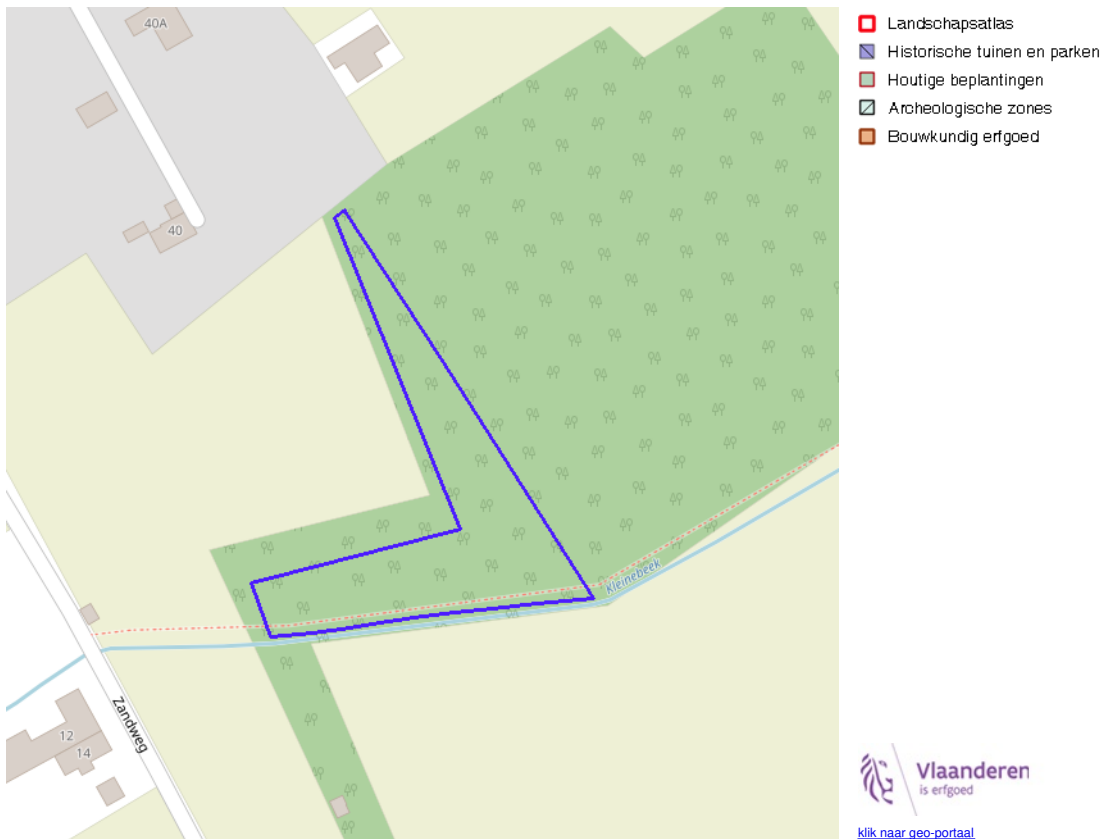 40A
40
Kleinebeek
Zandweg
12
14
Landschapsatlas
Historische tuinen en parken
Houtige beplantingen
Archeologische zones
Bouwkundig erfgoed
Vlaanderen
is erfgoed
klik naar geo-portaal